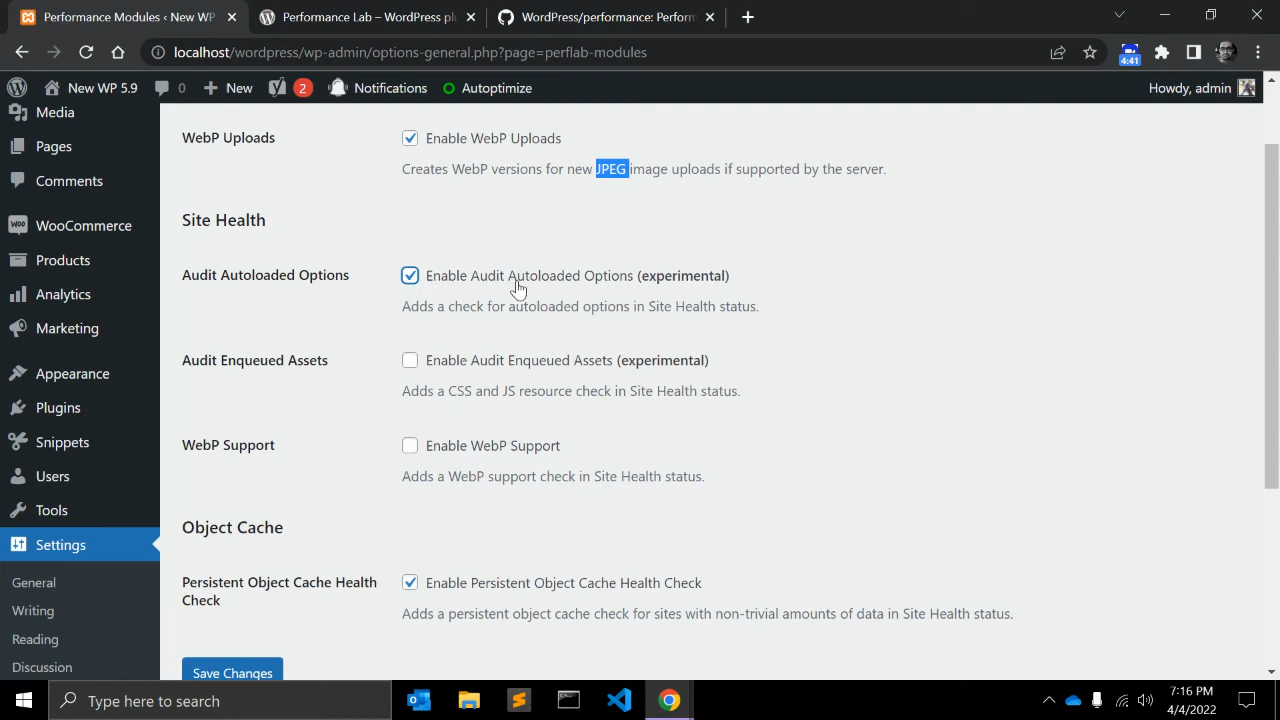 Performance Modules ‹ New WP
Performance Lab – WordPress plu
WordPress/performance: Perform
localhost/wordpress/wp-admin/options-general.php?page=perflab-modules
4:41
New WP 5.9
0
New
2
Notifications
Autoptimize
Howdy, admin
Media
Pages
Comments
WOO
WooCommerce
Products
Analytics
Marketing
Appearance
Plugins
Snippets
Users
Tools
Settings
General
Writing
Reading
Discussion
WebP Uploads
Enable WebP Uploads
Creates WebP versions for new JPEG image uploads if supported by the server.
Site Health
Audit Autoloaded Options
Enable Audit Autoloaded Options (experimental)
Adds a check for autoloaded options in Site Health status.
Audit Enqueued Assets
Enable Audit Enqueued Assets (experimental)
Adds a CSS and JS resource check in Site Health status.
WebP Support
Enable WebP Support
Adds a WebP support check in Site Health status.
Object Cache
Persistent Object Cache Health
Check
Enable Persistent Object Cache Health Check
Adds a persistent object cache check for sites with non-trivial amounts of data in Site Health status.
Save Changes
Type here to search
7:16 PM
4/4/2022